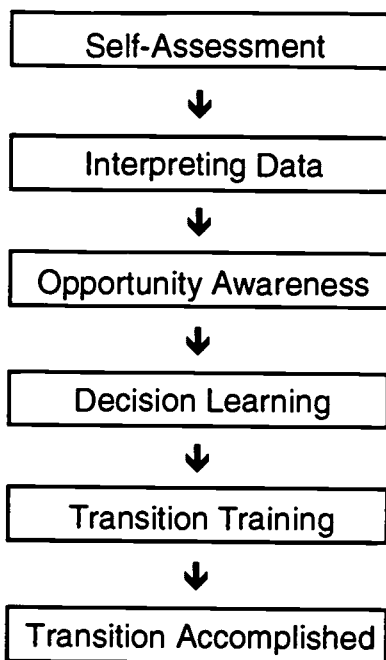 Self-Assessment
Interpreting Data
Opportunity Awareness
Decision Learning
Transition Training
Transition Accomplished